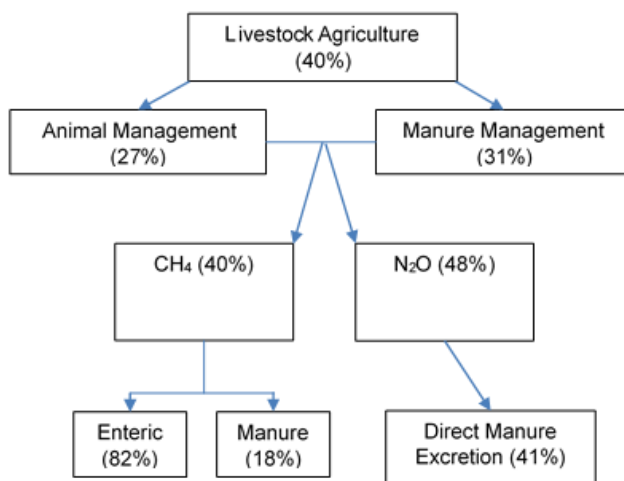 Livestock Agriculture
(40%)
Animal Management
(27%)
Manure Management
(31%)
CH₄ (40%)
N₂O (48%)
Enteric
(82%)
Manure
(18%)
Direct Manure
Excretion (41%)